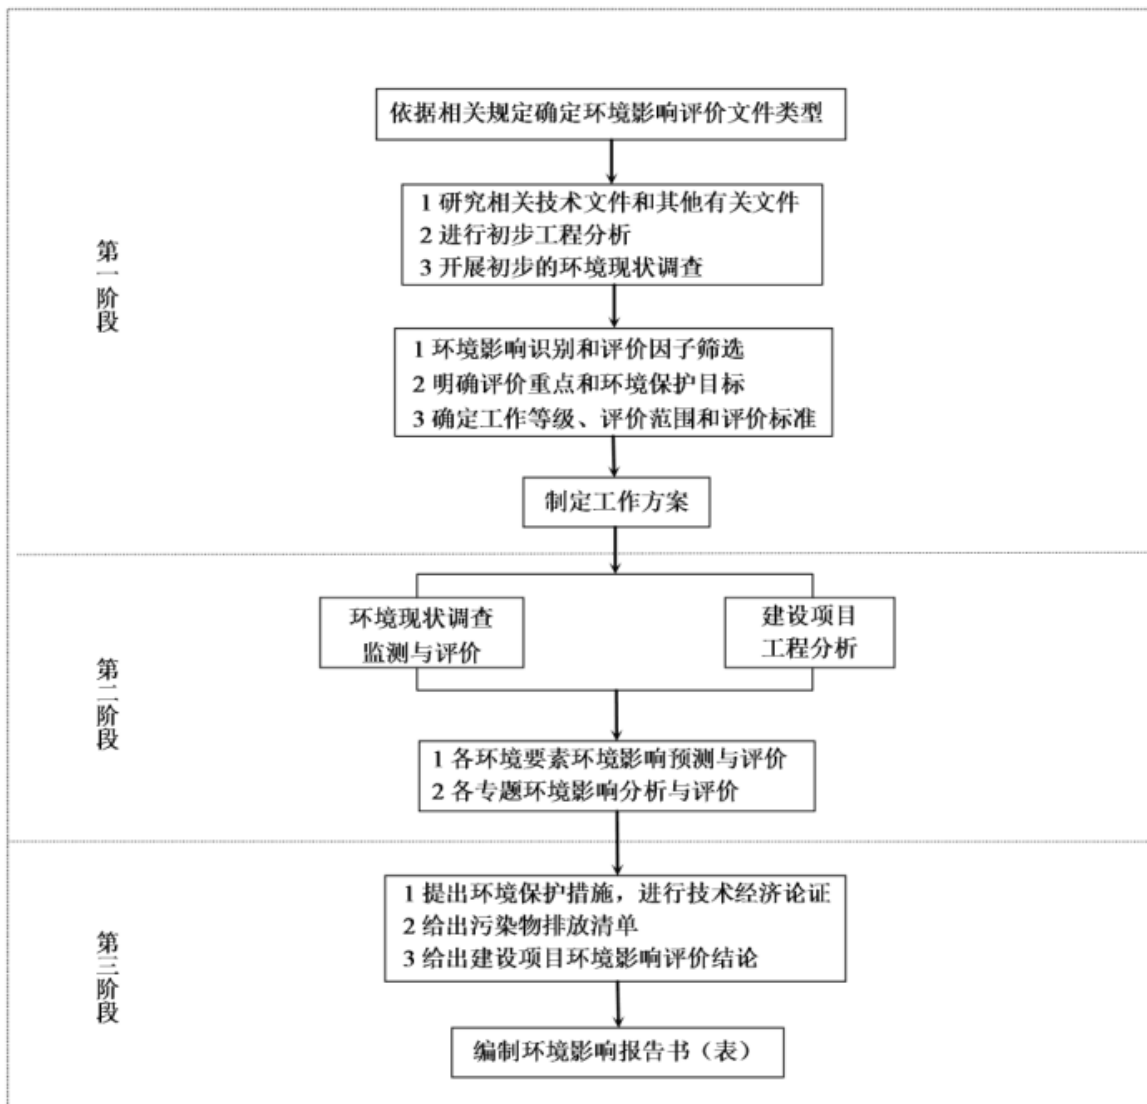 依据相关规定确定环境影响评价文件类型
1 研究相关技术文件和其他有关文件
2 进行初步工程分析
3 开展初步的环境现状调查
第一阶段
1 环境影响识别和评价因子筛选
2 明确评价重点和环境保护目标
3 确定工作等级、评价范围和评价标准
制定工作方案
环境现状调查
监测与评价
建设项目
工程分析
第二阶段
1 各环境要素环境影响预测与评价
2 各专题环境影响分析与评价
1 提出环境保护措施，进行技术经济论证
2 给出污染物排放清单
3 给出建设项目环境影响评价结论
第三阶段
编制环境影响报告书（表）